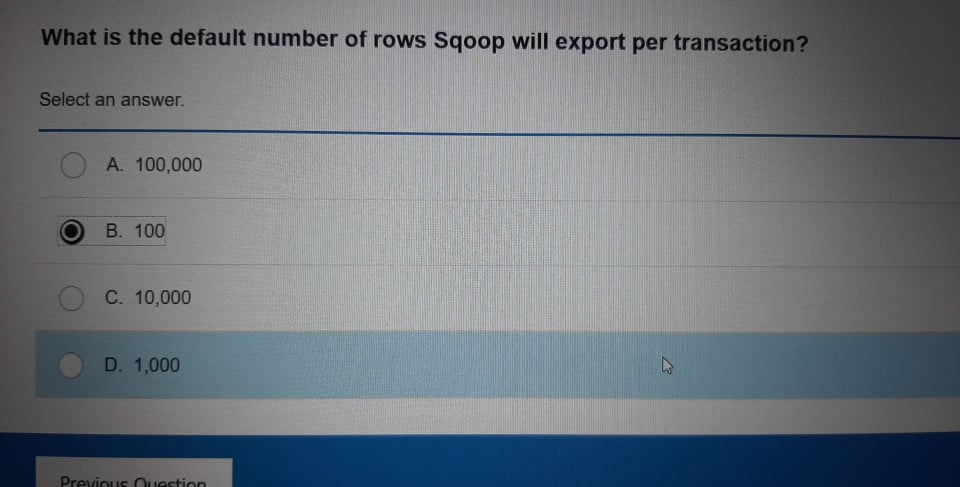 What is the default number of rows Sqoop will export per transaction?
Select an answer.
A. 100,000
B. 100
C. 10,000
D. 1,000
Previous Question